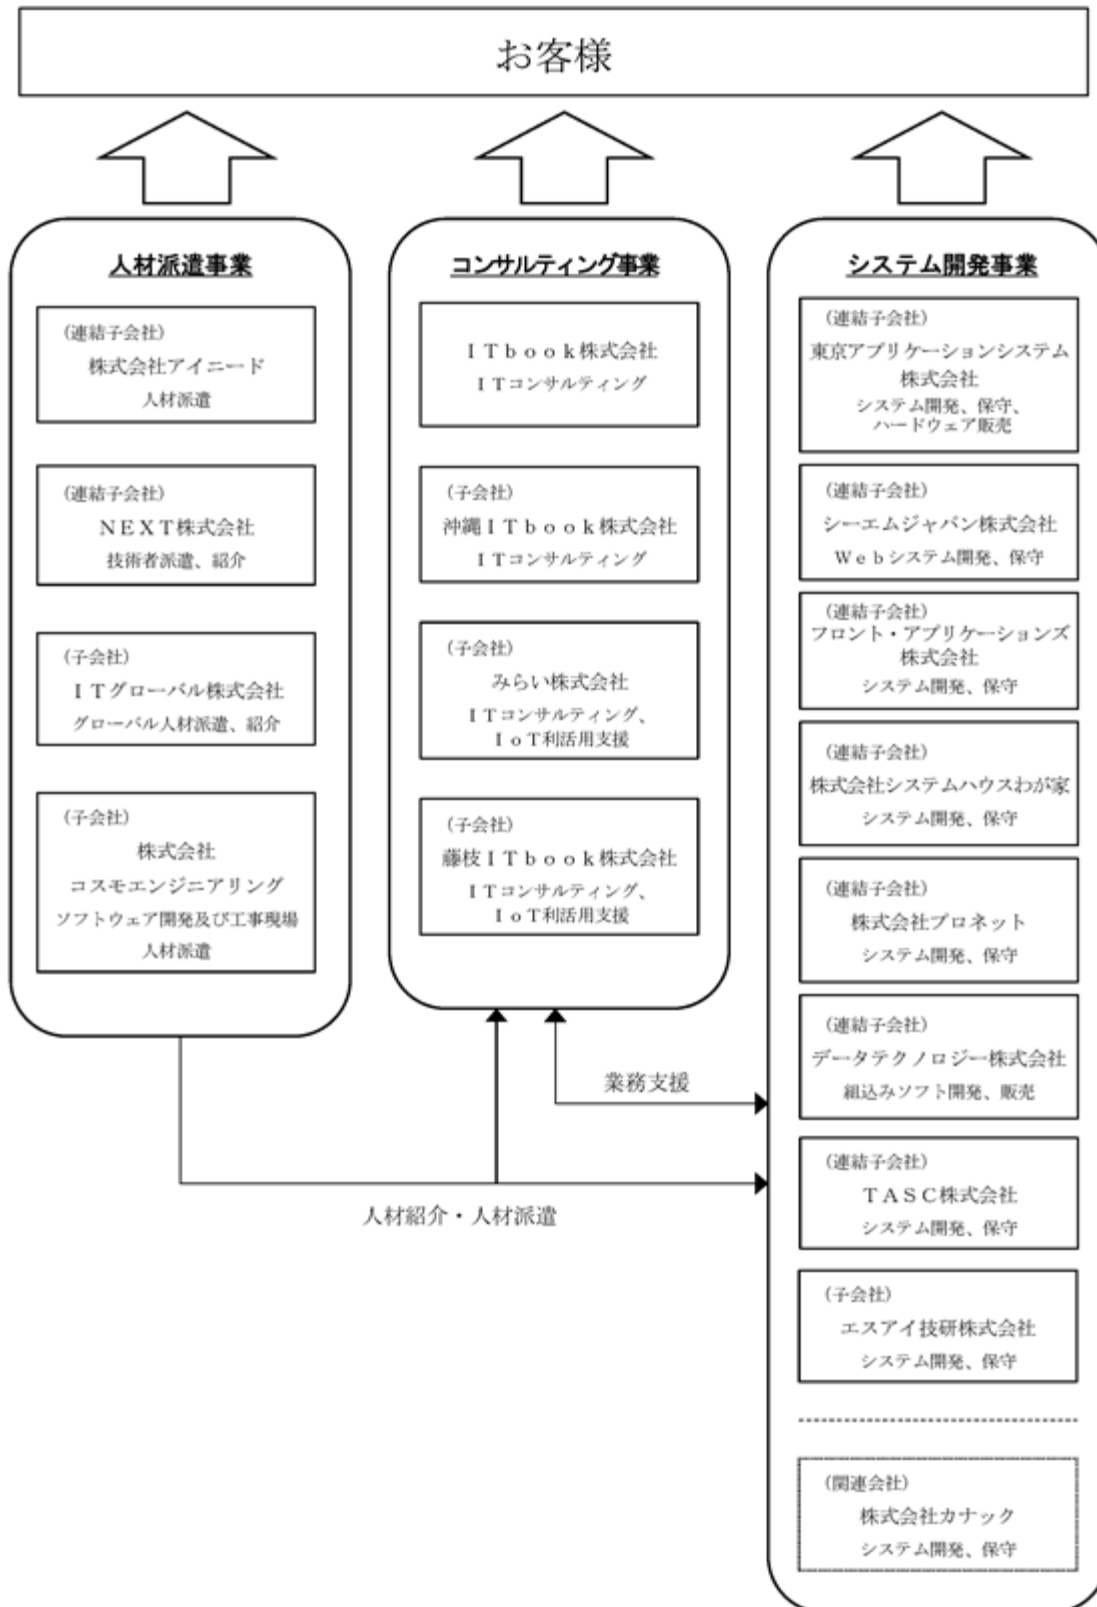 お客様
人材派遣事業
(連結子会社)
株式会社アイニード
人材派遣
(連結子会社)
ＮＥＸＴ株式会社
技術者派遣、紹介
(子会社)
ＩＴグローバル株式会社
グローバル人材派遣、紹介
(子会社)
株式会社
コスモエンジニアリング
ソフトウェア開発及び工事現場
人材派遣
コンサルティング事業
ＩＴｂｏｏｋ株式会社
ＩＴコンサルティング
(子会社)
沖縄ＩＴｂｏｏｋ株式会社
ＩＴコンサルティング
(子会社)
みらい株式会社
ＩＴコンサルティング、
ＩｏＴ利活用支援
(子会社)
藤枝ＩＴｂｏｏｋ株式会社
ＩＴコンサルティング、
ＩｏＴ利活用支援
システム開発事業
(連結子会社)
東京アプリケーションシステム
株式会社
システム開発、保守、
ハードウェア販売
(連結子会社)
シーエムジャパン株式会社
Ｗｅｂシステム開発、保守
(連結子会社)
フロント・アプリケーションズ
株式会社
システム開発、保守
(連結子会社)
株式会社システムハウスわが家
システム開発、保守
(連結子会社)
株式会社プロネット
システム開発、保守
(連結子会社)
データテクノロジー株式会社
組込みソフト開発、販売
(連結子会社)
ＴＡＳＣ株式会社
システム開発、保守
(子会社)
エスアイ技研株式会社
システム開発、保守
(関連会社)
株式会社カナック
システム開発、保守
業務支援
人材紹介・人材派遣